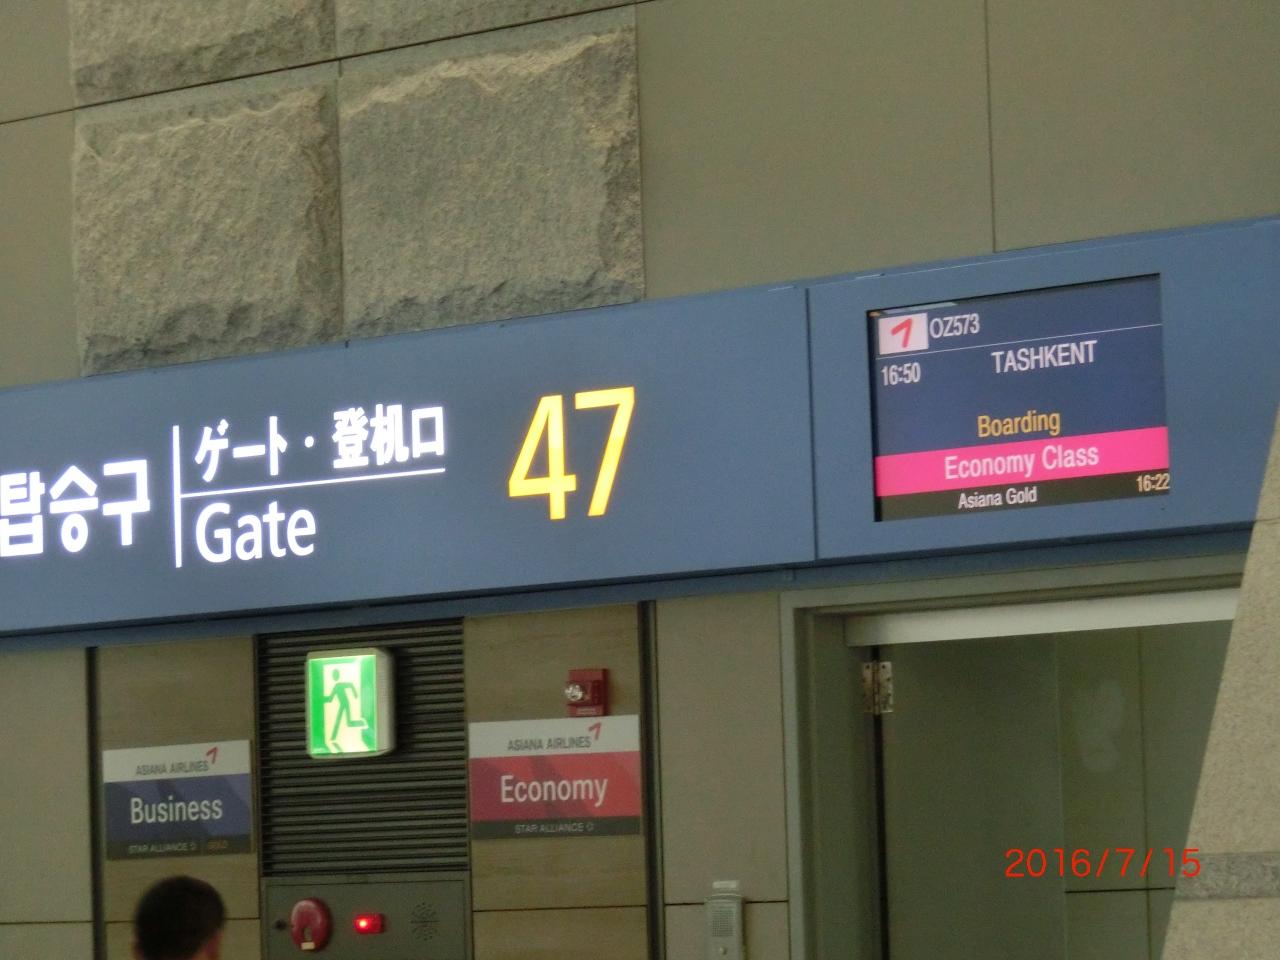 탑승구
ゲート · 登机口
Gate
47
OZ573
16:50 TASHKENT
Boarding
Economy Class
Asiana Gold 16:22
ASIANA AIRLINES
Business
STAR ALLIANCE GOLD
ASIANA AIRLINES
Economy
STAR ALLIANCE
2016/7/15